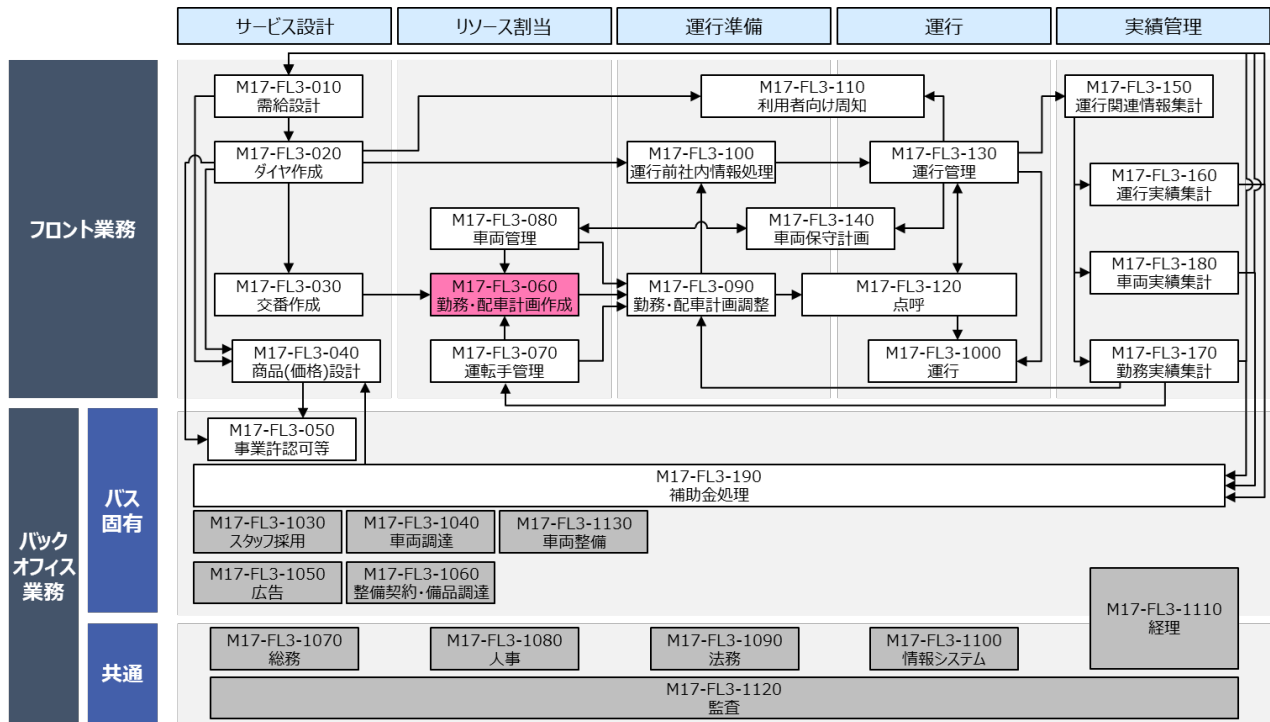 サービス設計
リソース割当
運行準備
運行
実績管理
フロント業務
M17-FL3-010
需給設計
M17-FL3-110
利用者向け周知
M17-FL3-150
運行関連情報集計
M17-FL3-020
ダイヤ作成
M17-FL3-100
運行前社内情報処理
M17-FL3-130
運行管理
M17-FL3-160
運行実績集計
M17-FL3-080
車両管理
M17-FL3-140
車両保守計画
M17-FL3-030
交番作成
M17-FL3-060
勤務・配車計画作成
M17-FL3-090
勤務・配車計画調整
M17-FL3-120
点呼
M17-FL3-180
車両実績集計
M17-FL3-040
商品(価格)設計
M17-FL3-070
運転手管理
M17-FL3-1000
運行
M17-FL3-170
勤務実績集計
バック
オフィス
業務
バス
固有
M17-FL3-050
事業許認可等
M17-FL3-190
補助金処理
M17-FL3-1030
スタッフ採用
M17-FL3-1040
車両調達
M17-FL3-1130
車両整備
M17-FL3-1050
広告
M17-FL3-1060
整備契約・備品調達
M17-FL3-1110
経理
共通
M17-FL3-1070
総務
M17-FL3-1080
人事
M17-FL3-1090
法務
M17-FL3-1100
情報システム
M17-FL3-1120
監査